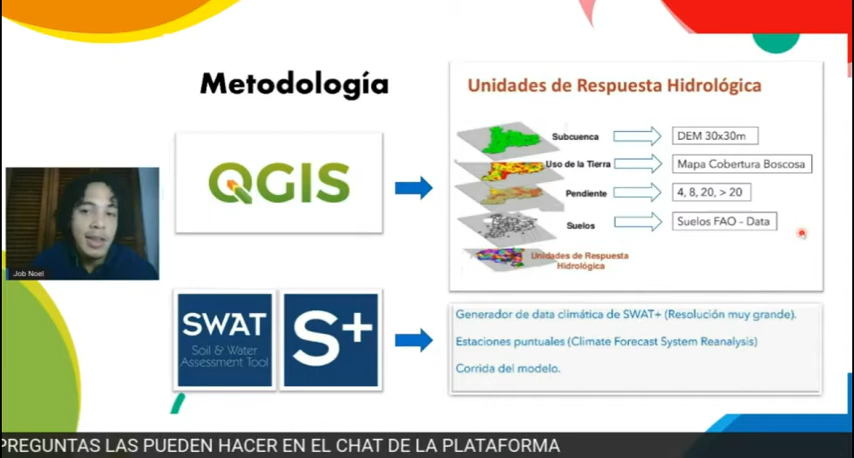 Metodología
Unidades de Respuesta Hidrológica
QGIS
Subcuenca
DEM 30x30m
Uso de la Tierra
Mapa Cobertura Boscosa
Pendiente
4, 8, 20, > 20
Suelos
Suelos FAO - Data
Unidades de Respuesta
Hidrológica
Job Noel
SWAT
Soil & Water
Assessment Tool
S+
Generador de data climática de SWAT+ (Resolución muy grande).
Estaciones puntuales (Climate Forecast System Reanalysis)
Corrida del modelo.
PREGUNTAS LAS PUEDEN HACER EN EL CHAT DE LA PLATAFORMA